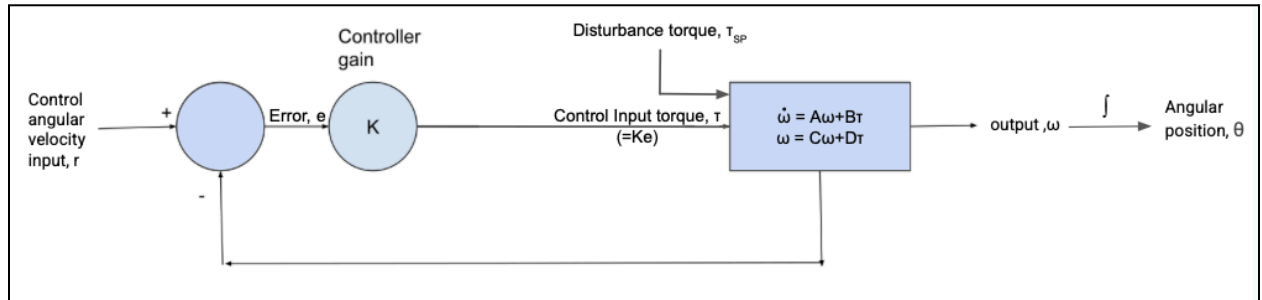 Controller
gain
Disturbance torque, τSP
Control
angular
velocity
input, r
+
Error, e
K
Control Input torque, τ
(=Ke)
ω̇ = Aω+Bτ
ω = Cω+Dτ
output ,ω
∫
Angular
position, θ
-